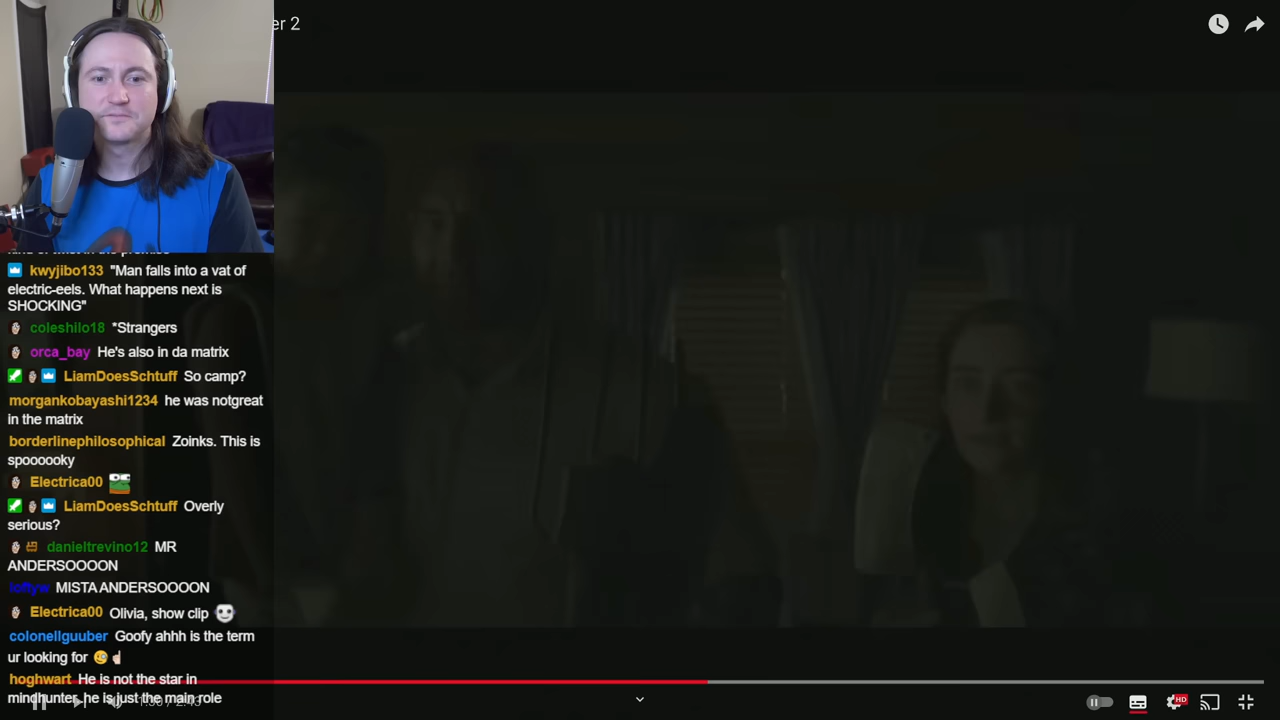 er 2
kwyjibo133 "Man falls into a vat of
electric-eels. What happens next is
SHOCKING"
coleshilo18 *Strangers
orca_bay He's also in da matrix
LiamDoesSchtuff So camp?
morgankobayashi1234 he was notgreat
in the matrix
borderlinephilosophical Zoinks. This is
spoooooky
Electrica00
LiamDoesSchtuff Overly
serious?
danieltrevino12 MR
ANDERSOOOON
loftyw MISTA ANDERSOOOON
Electrica00 Olivia, show clip
colonellguuber Goofy ahhh is the term
ur looking for
hoghwart He is not the star in
mindhunter, he is just the main role
HD